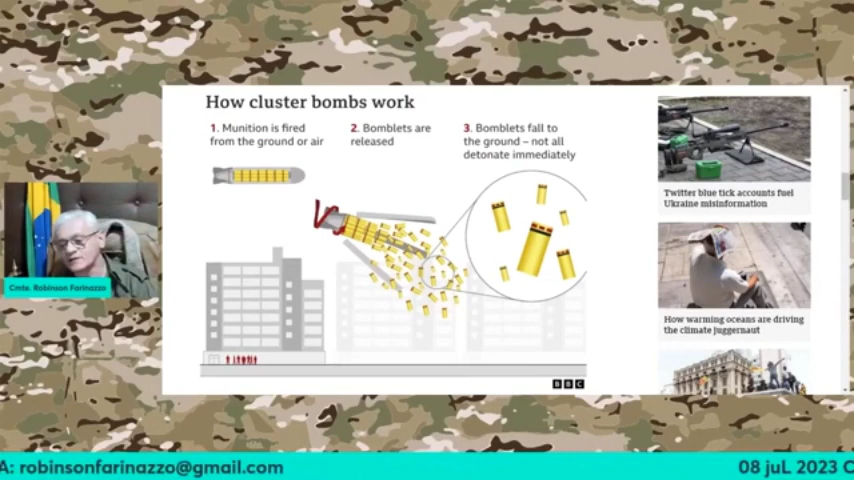 How cluster bombs work
1. Munition is fired
from the ground or air
2. Bomblets are
released
3. Bomblets fall to
the ground – not all
detonate immediately
BBC
Twitter blue tick accounts fuel
Ukraine misinformation
How warming oceans are driving
the climate juggernaut
Cmte. Robinson Farinazzo
A: robinsonfarinazzo@gmail.com
08 juL 2023 C